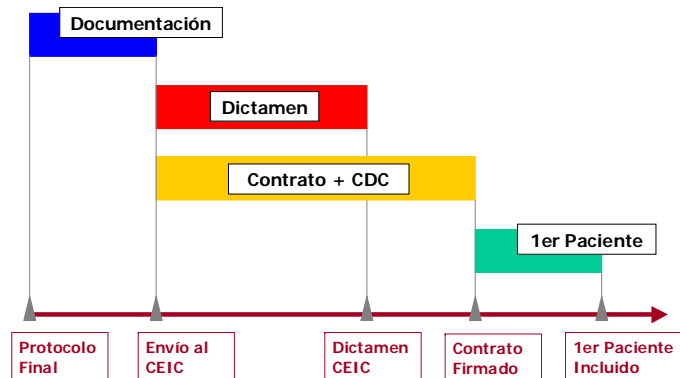 Documentación
Dictamen
Contrato + CDC
1er Paciente
Protocolo
Final
Envío al
CEIC
Dictamen
CEIC
Contrato
Firmado
1er Paciente
Incluido